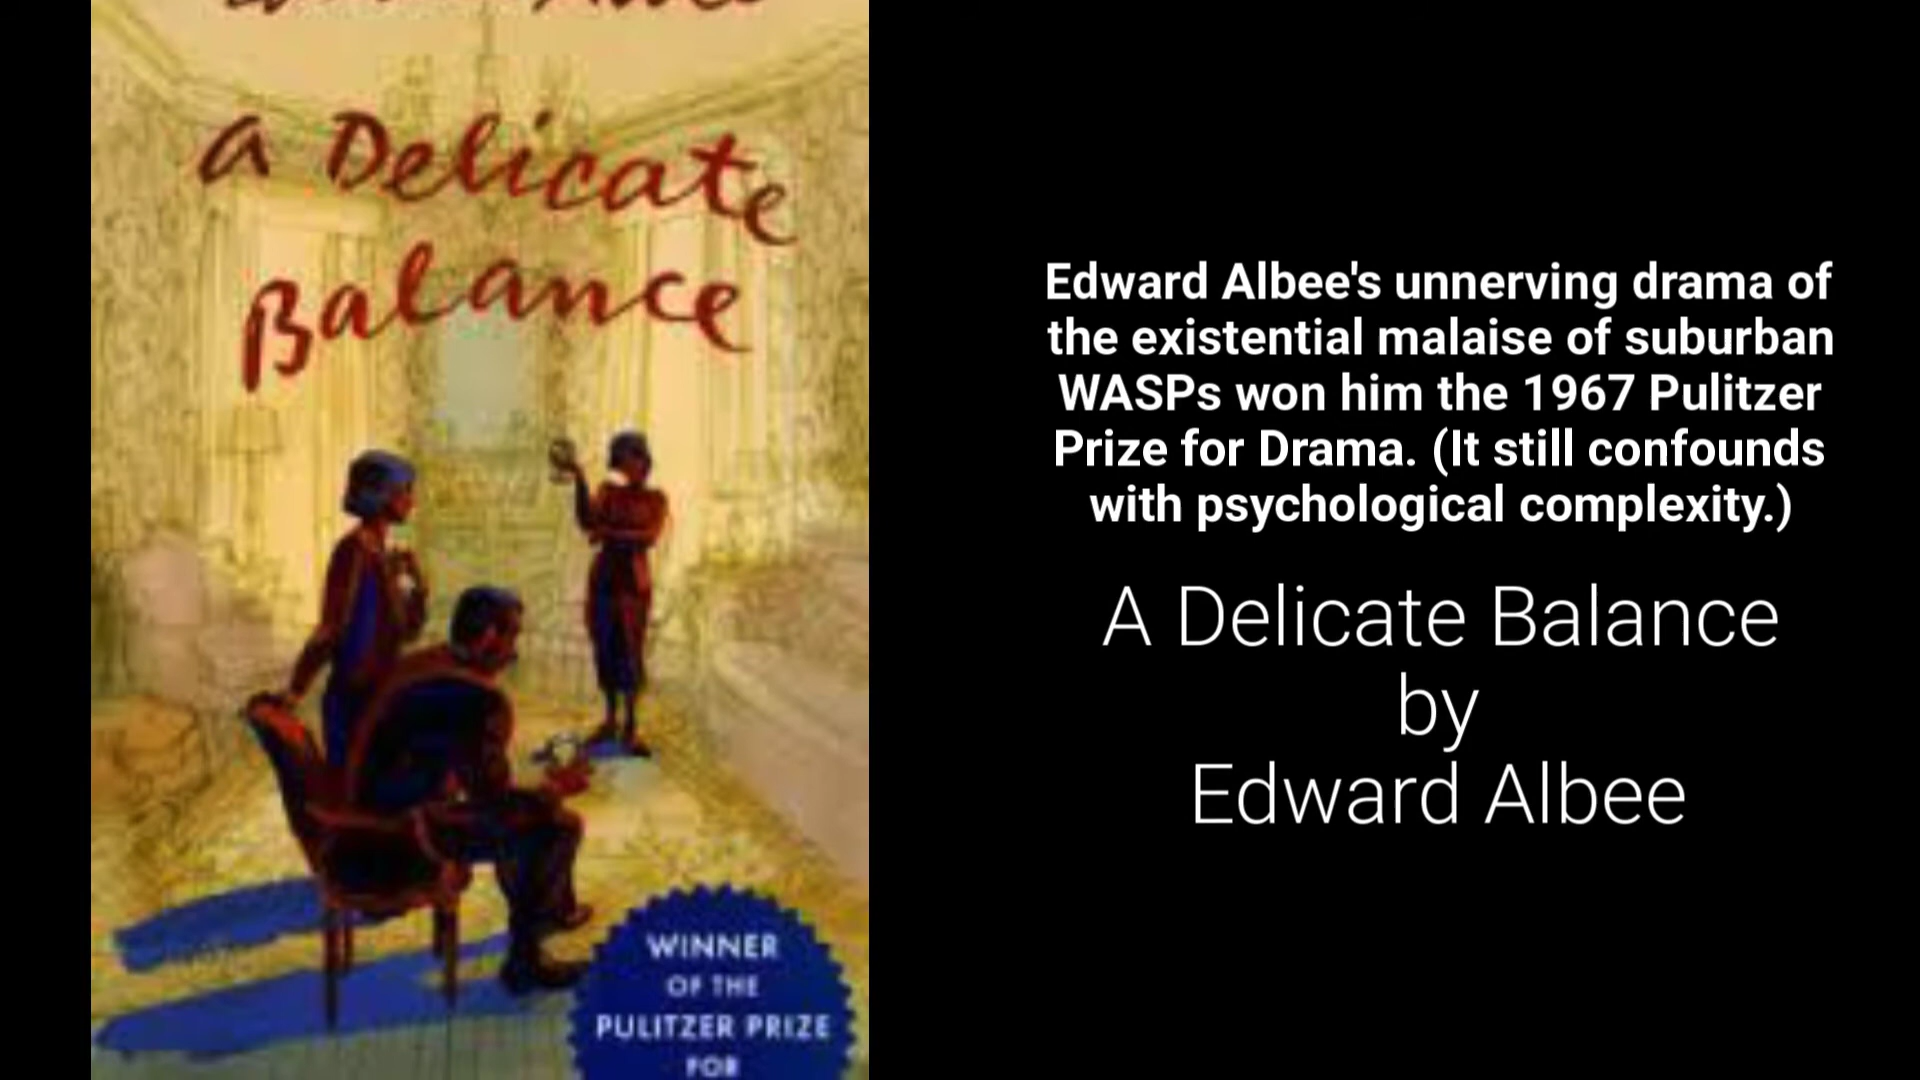 a Delicate
Balance
WINNER
OF THE
PULITZER PRIZE
FOR
Edward Albee's unnerving drama of
the existential malaise of suburban
WASPs won him the 1967 Pulitzer
Prize for Drama. (It still confounds
with psychological complexity.)
A Delicate Balance
by
Edward Albee